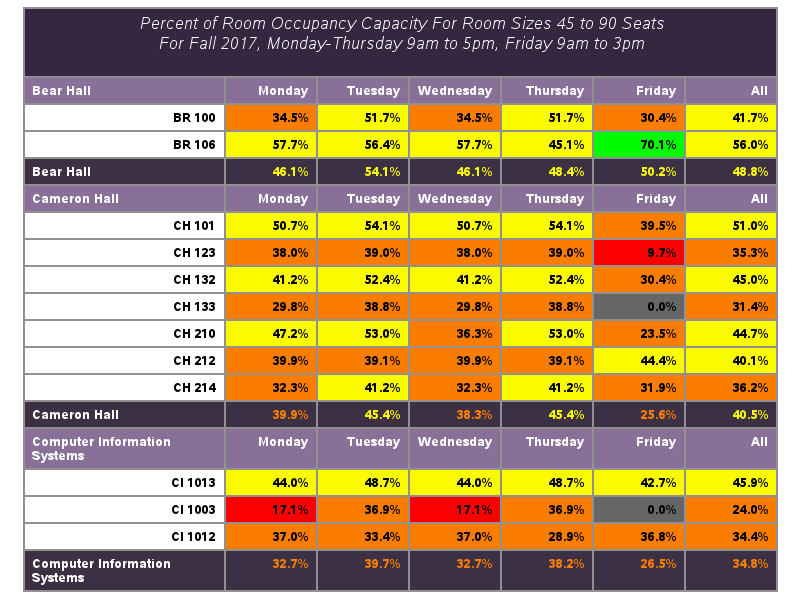 Percent of Room Occupancy Capacity For Room Sizes 45 to 90 Seats
For Fall 2017, Monday-Thursday 9am to 5pm, Friday 9am to 3pm
Bear Hall Monday Tuesday Wednesday Thursday Friday All
BR 100 34.5% 51.7% 34.5% 51.7% 30.4% 41.7%
BR 106 57.7% 56.4% 57.7% 45.1% 70.1% 56.0%
Bear Hall 46.1% 54.1% 46.1% 48.4% 50.2% 48.8%
Cameron Hall Monday Tuesday Wednesday Thursday Friday All
CH 101 50.7% 54.1% 50.7% 54.1% 39.5% 51.0%
CH 123 38.0% 39.0% 38.0% 39.0% 9.7% 35.3%
CH 132 41.2% 52.4% 41.2% 52.4% 30.4% 45.0%
CH 133 29.8% 38.8% 29.8% 38.8% 0.0% 31.4%
CH 210 47.2% 53.0% 36.3% 53.0% 23.5% 44.7%
CH 212 39.9% 39.1% 39.9% 39.1% 44.4% 40.1%
CH 214 32.3% 41.2% 32.3% 41.2% 31.9% 36.2%
Cameron Hall 39.9% 45.4% 38.3% 45.4% 25.6% 40.5%
Computer Information Monday Tuesday Wednesday Thursday Friday All
Systems
CI 1013 44.0% 48.7% 44.0% 48.7% 42.7% 45.9%
CI 1003 17.1% 36.9% 17.1% 36.9% 0.0% 24.0%
CI 1012 37.0% 33.4% 37.0% 28.9% 36.8% 34.4%
Computer Information 32.7% 39.7% 32.7% 38.2% 26.5% 34.8%
Systems